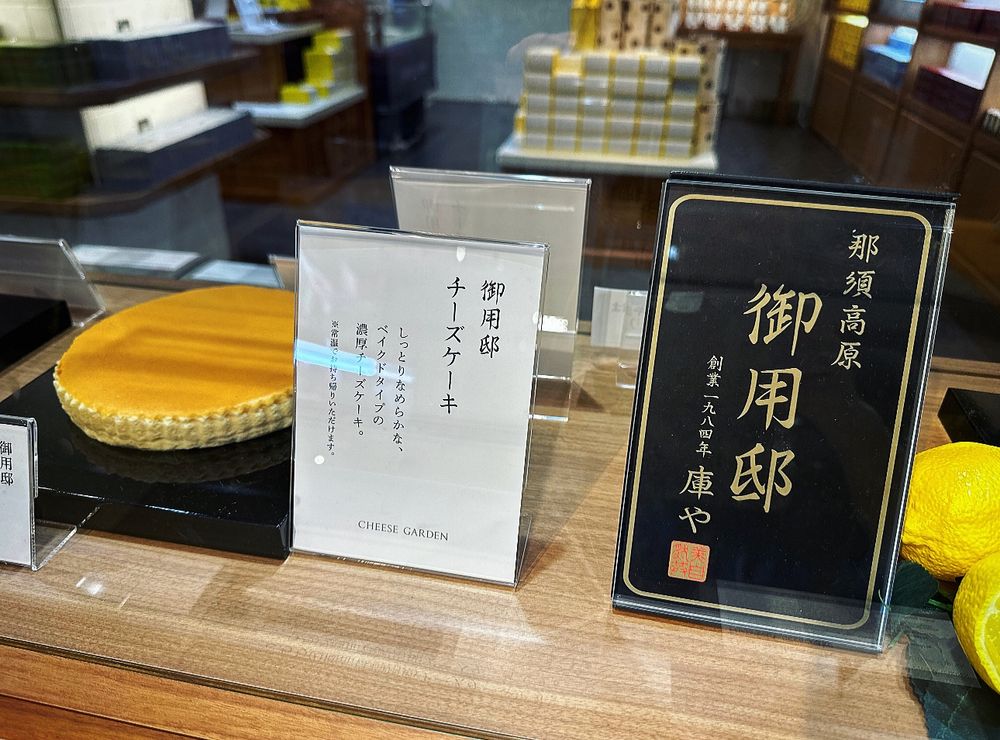 御用邸
チーズケーキ
しっとりなめらかな、
ベイクドタイプの
濃厚チーズケーキ。
※常温でお持ち帰りいただけます。
CHEESE GARDEN
那須高原
御用邸
創業一九八四年
庫や
御用邸